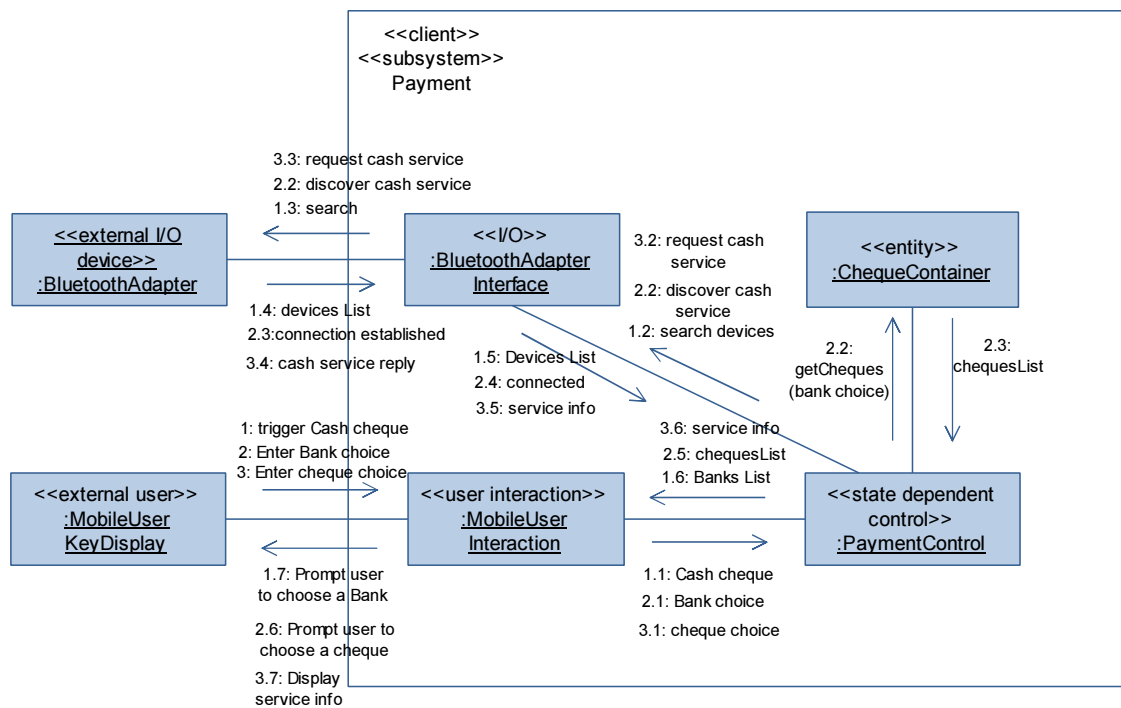 <<client>>
<<subsystem>>
Payment
3.3: request cash service
2.2: discover cash service
1.3: search
<<external I/O
device>>
:BluetoothAdapter
<<I/O>>
:BluetoothAdapter
Interface
3.2: request cash
service
2.2: discover cash
service
1.2: search devices
<<entity>>
:ChequeContainer
1.4: devices List
2.3:connection established
3.4: cash service reply
1.5: Devices List
2.4: connected
3.5: service info
2.2:
getCheques
(bank choice)
2.3:
chequesList
1: trigger Cash cheque
2: Enter Bank choice
3: Enter cheque choice
3.6: service info
2.5: chequesList
1.6: Banks List
<<external user>>
:MobileUser
KeyDisplay
<<user interaction>>
:MobileUser
Interaction
<<state dependent
control>>
:PaymentControl
1.7: Prompt user
to choose a Bank
2.6: Prompt user to
choose a cheque
3.7: Display
service info
1.1: Cash cheque
2.1: Bank choice
3.1: cheque choice